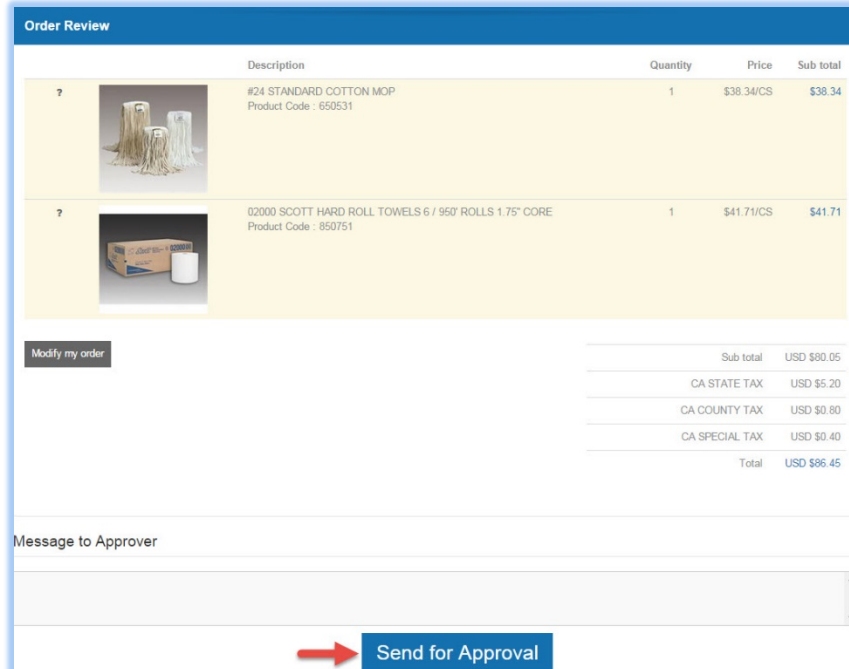 Order Review
Description Quantity Price Sub total
? #24 STANDARD COTTON MOP 1 $38.34/CS $38.34
Product Code : 650531
? 02000 SCOTT HARD ROLL TOWELS 6 / 950' ROLLS 1.75" CORE 1 $41.71/CS $41.71
Product Code : 850751
02000
Modify my order
Sub total USD $80.05
CA STATE TAX USD $5.20
CA COUNTY TAX USD $0.80
CA SPECIAL TAX USD $0.40
Total USD $86.45
Message to Approver
Send for Approval